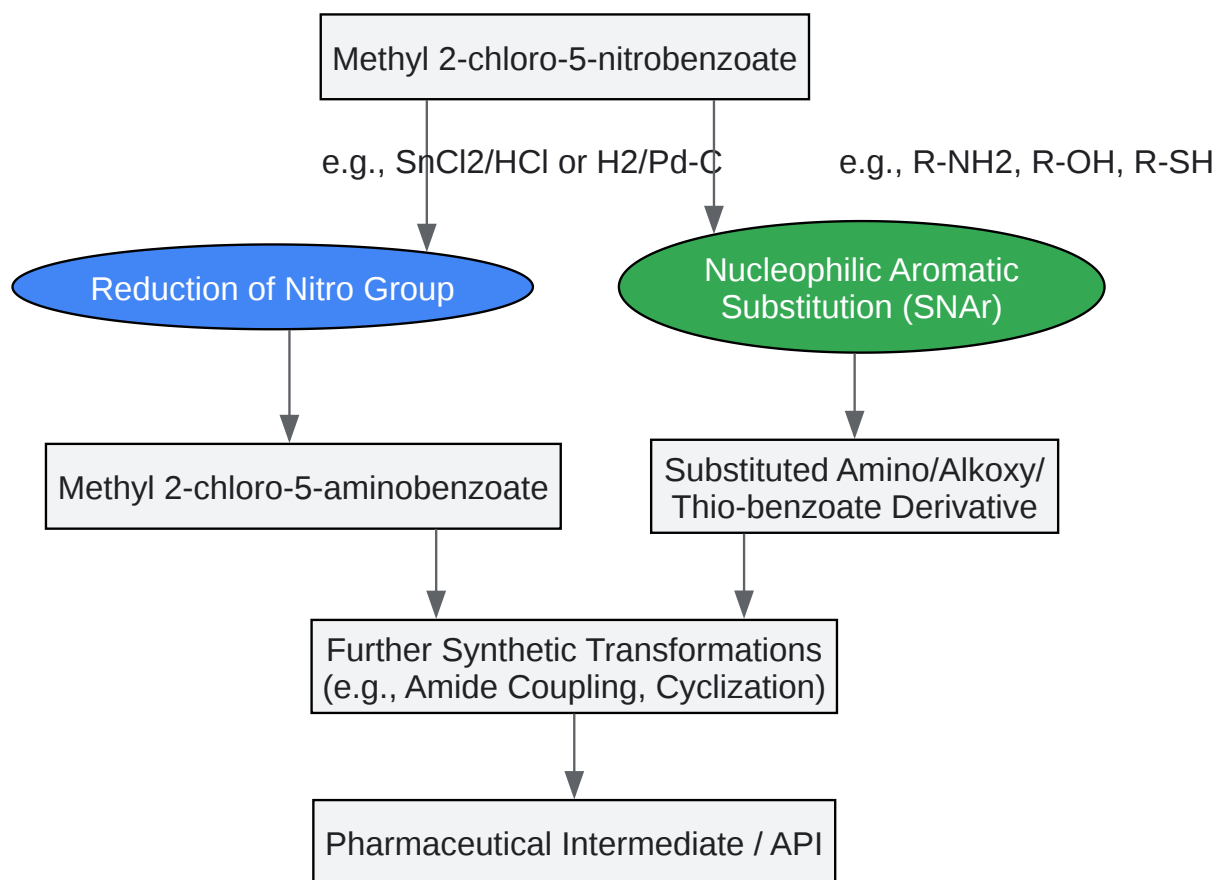 Methyl 2-chloro-5-nitrobenzoate
e.g., SnCl2/HCl or H2/Pd-C
e.g., R-NH2, R-OH, R-SH
Reduction of Nitro Group
Nucleophilic Aromatic
Substitution (SNAr)
Methyl 2-chloro-5-aminobenzoate
Substituted Amino/Alkoxy/
Thio-benzoate Derivative
Further Synthetic Transformations
(e.g., Amide Coupling, Cyclization)
Pharmaceutical Intermediate / API